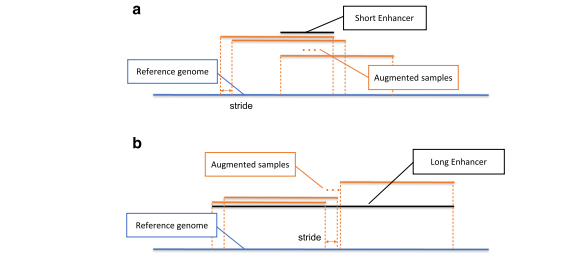 a
Short Enhancer
...
Reference genome
Augmented samples
stride
b
Augmented samples
Long Enhancer
...
Reference genome
stride